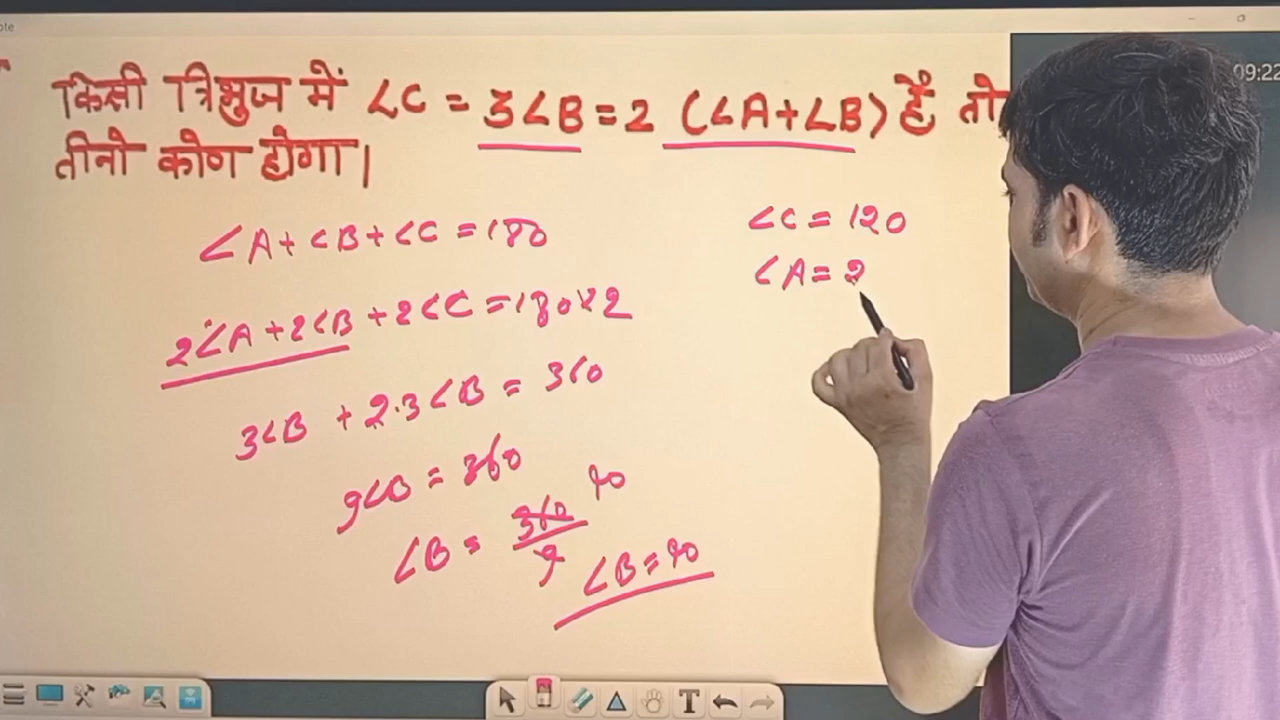 ote
09:22
किसी त्रिभुज में ∠C = 3∠B = 2 (∠A+∠B) हैं तो
तीनो कोण होगा।
∠A + ∠B + ∠C = 180
2∠A + 2∠B + 2∠C = 180×2
3∠B + 2·3∠B = 360
9∠B = 360
∠B = 360/9 40
∠B = 40
∠C = 120
∠A = 2
T